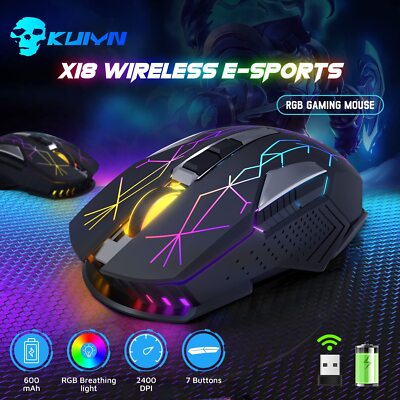 KUIYN
X18 WIRELESS E-SPORTS
RGB GAMING MOUSE
600 mAh
RGB Breathing light
2400 DPI
7 Buttons